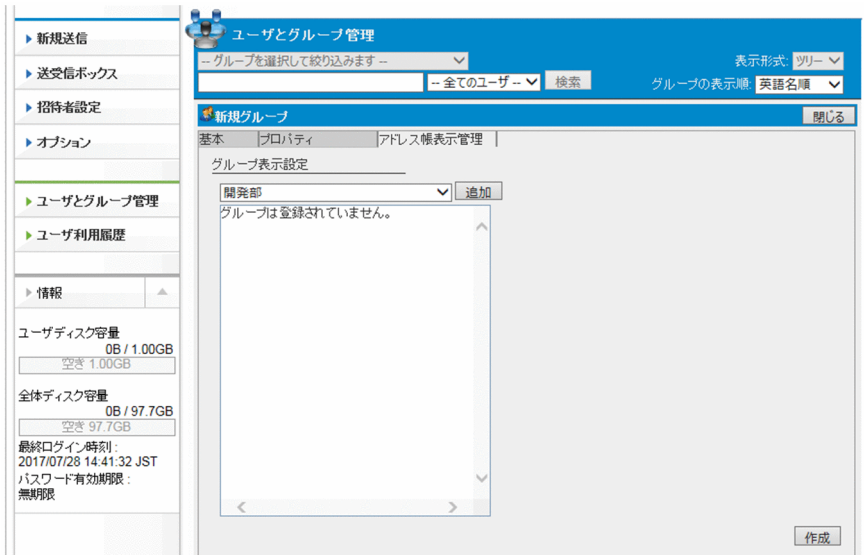 新規送信
送受信ボックス
招待者設定
オプション
ユーザとグループ管理
ユーザ利用履歴
情報
ユーザディスク容量
0B / 1.00GB
空き 1.00GB
全体ディスク容量
0B / 97.7GB
空き 97.7GB
最終ログイン時刻 :
2017/07/28 14:41:32 JST
パスワード有効期限 :
無期限
ユーザとグループ管理
-- グループを選択して絞り込みます --
表示形式: ツリー
-- 全てのユーザ -- 検索
グループの表示順: 英語名順
新規グループ
閉じる
基本 プロパティ アドレス帳表示管理
グループ表示設定
開発部 追加
グループは登録されていません。
作成